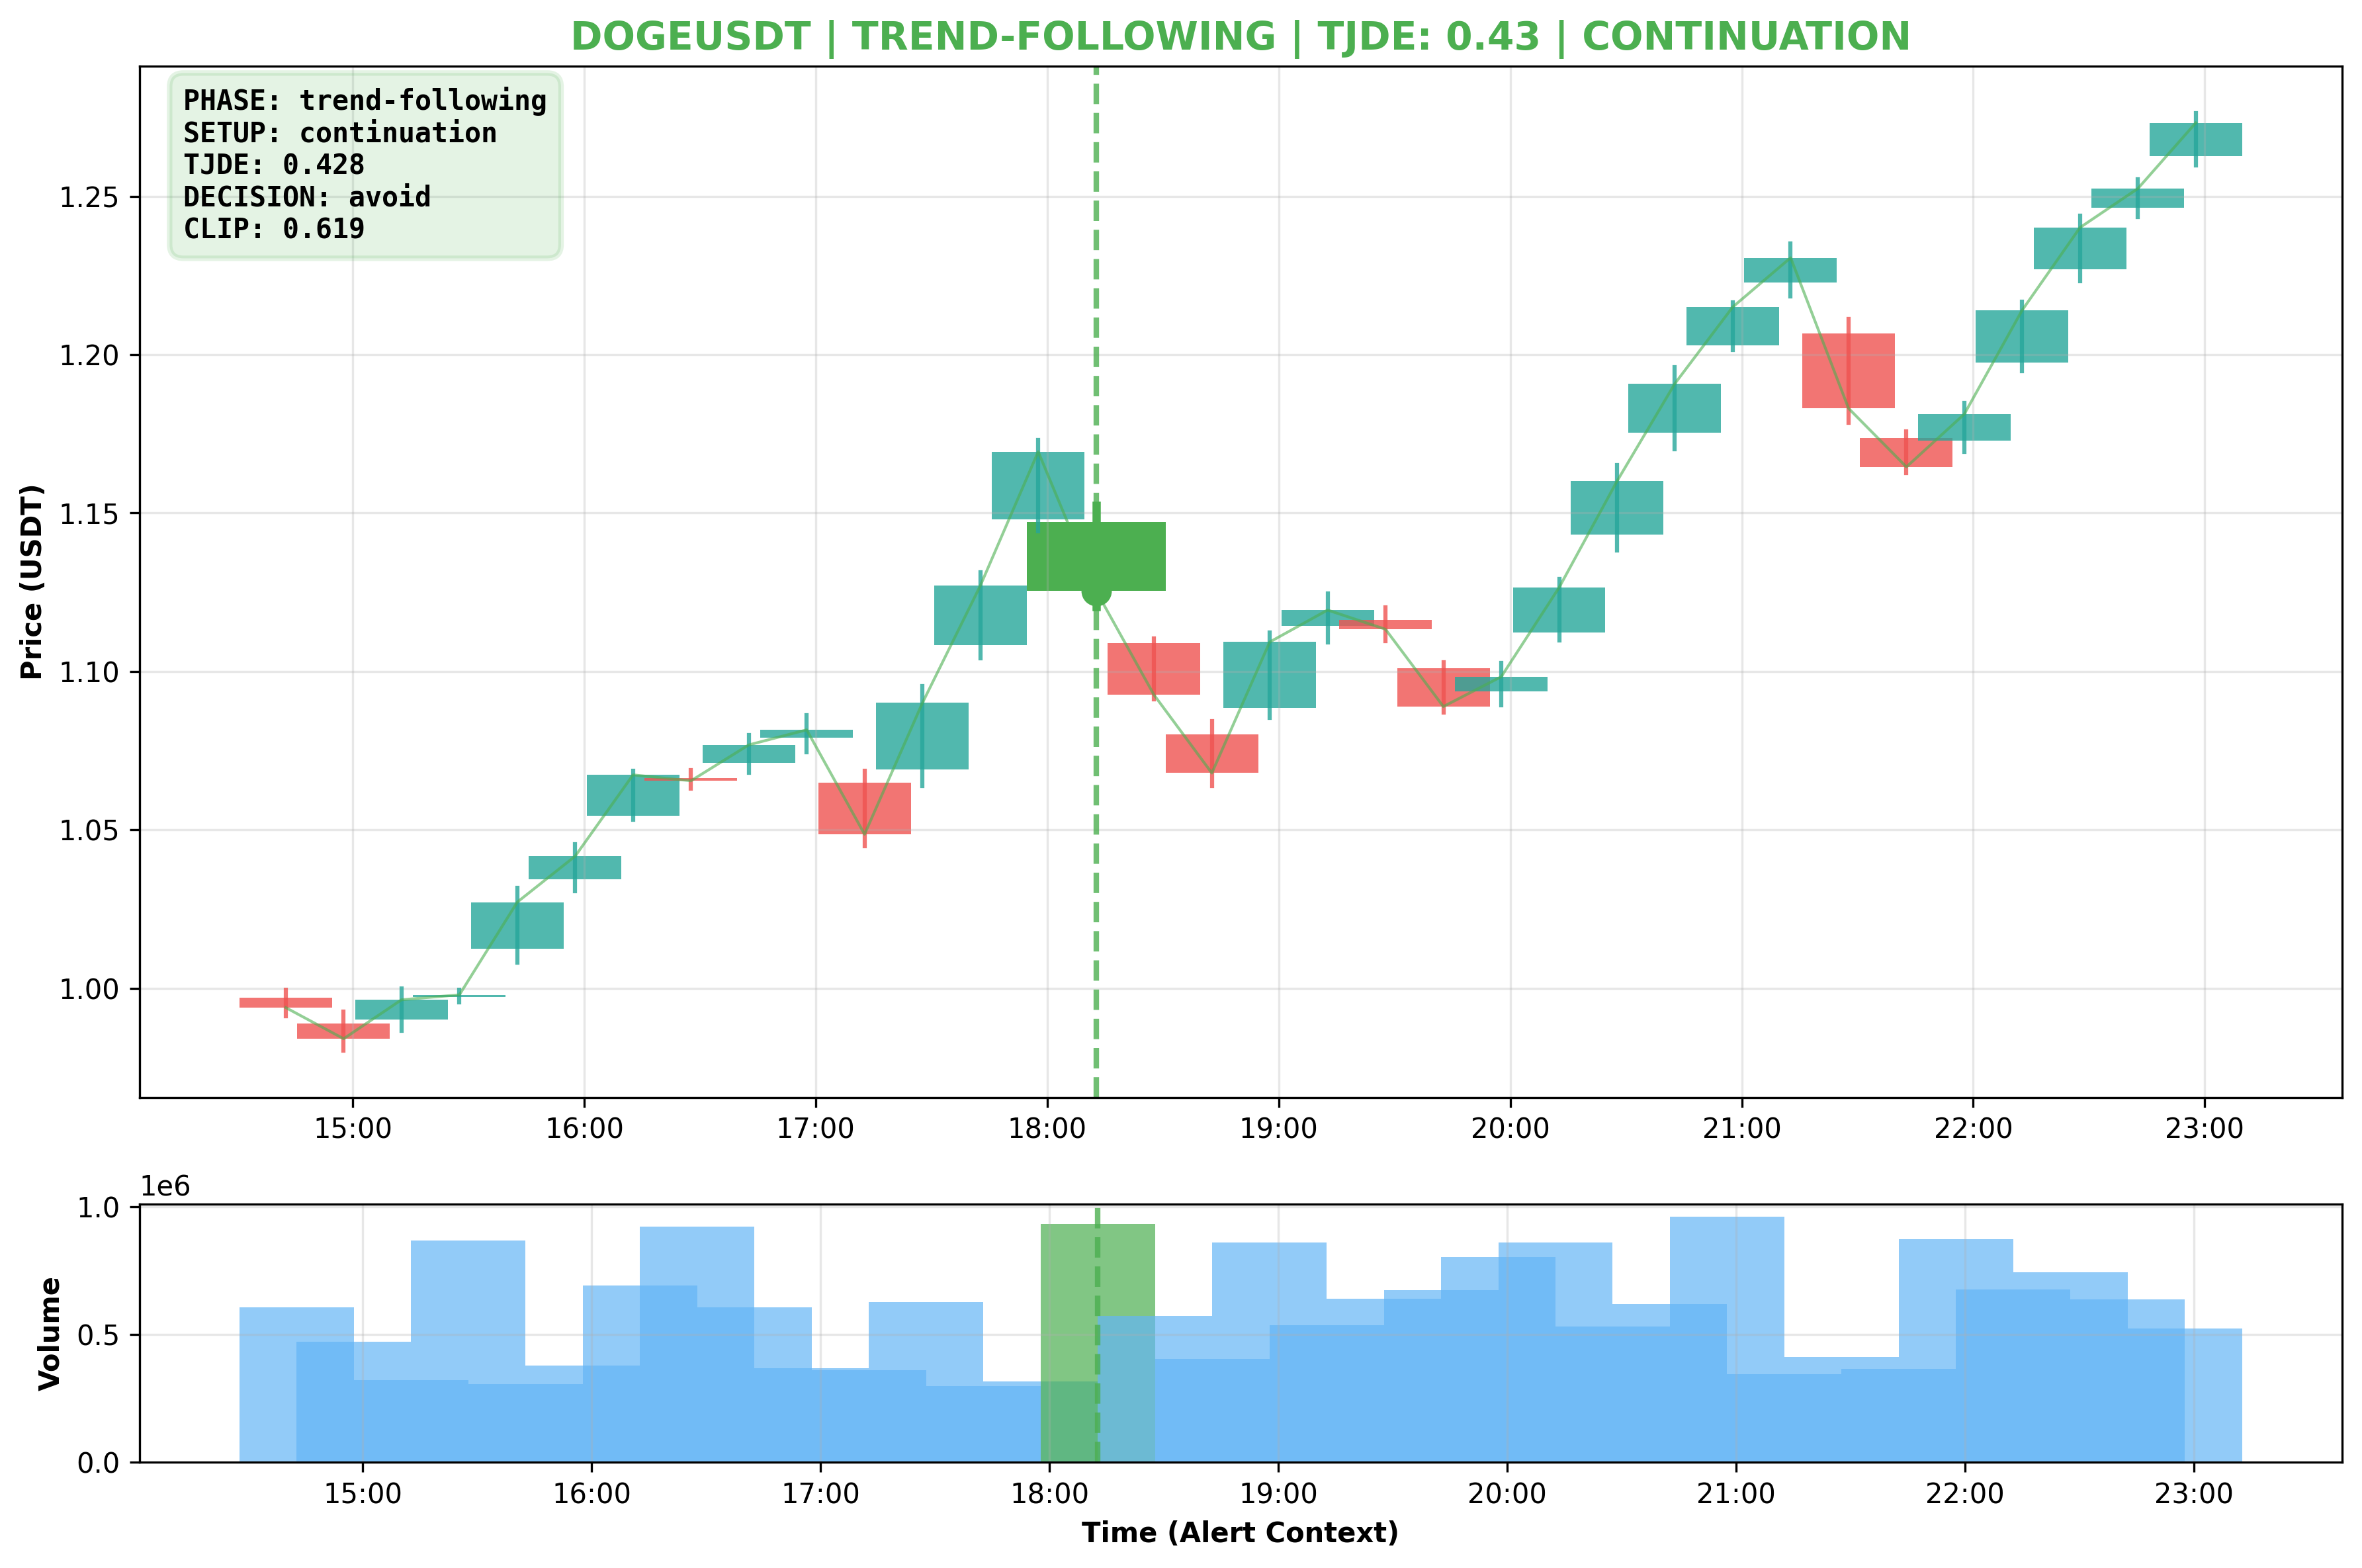 DOGEUSDT | TREND-FOLLOWING | TJDE: 0.43 | CONTINUATION
PHASE: trend-following
SETUP: continuation
TJDE: 0.428
DECISION: avoid
CLIP: 0.619
Price (USDT)
1.25
1.20
1.15
1.10
1.05
1.00
15:00 16:00 17:00 18:00 19:00 20:00 21:00 22:00 23:00
1e6
Volume
1.0
0.5
0.0
15:00 16:00 17:00 18:00 19:00 20:00 21:00 22:00 23:00
Time (Alert Context)